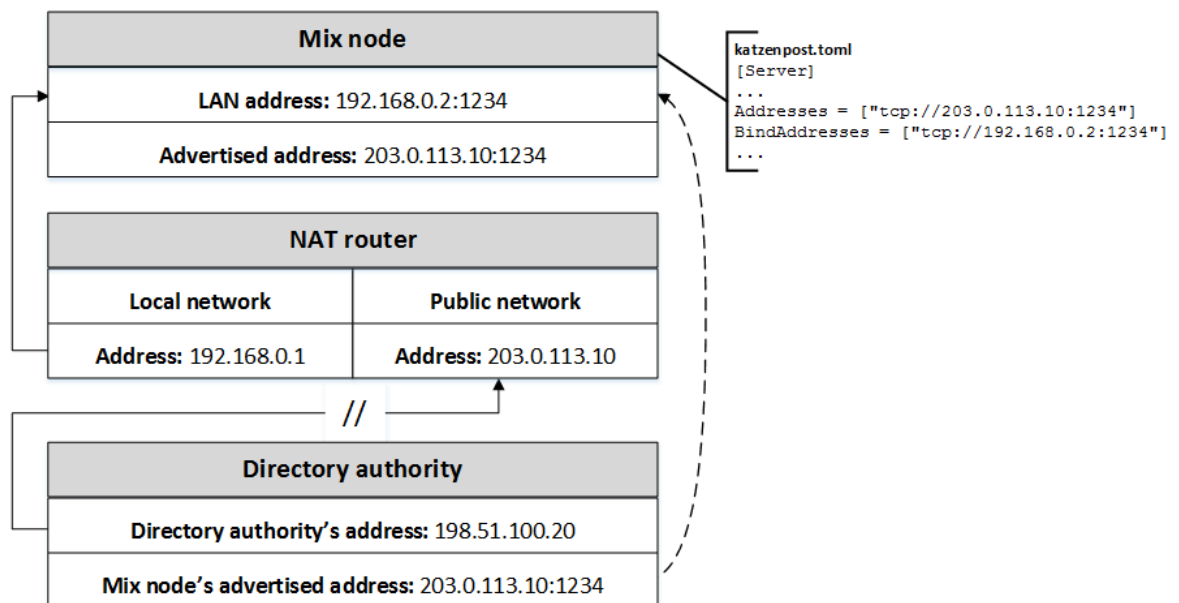 Mix node
LAN address: 192.168.0.2:1234
Advertised address: 203.0.113.10:1234
katzenpost.toml
[Server]
...
Addresses = ["tcp://203.0.113.10:1234"]
BindAddresses = ["tcp://192.168.0.2:1234"]
...
NAT router
Local network
Public network
Address: 192.168.0.1
Address: 203.0.113.10
//
Directory authority
Directory authority’s address: 198.51.100.20
Mix node’s advertised address: 203.0.113.10:1234